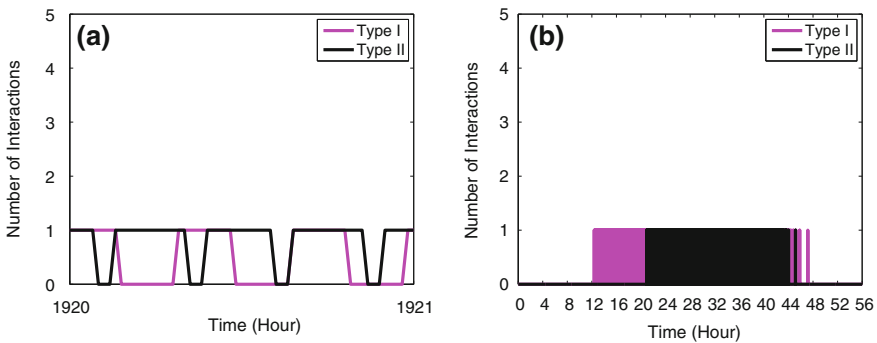 (a)
Type I
Type II
Number of Interactions
5
4
3
2
1
0
1920
1921
Time (Hour)
(b)
Type I
Type II
Number of Interactions
5
4
3
2
1
0
0 4 8 12 16 20 24 28 32 36 40 44 48 52 56
Time (Hour)